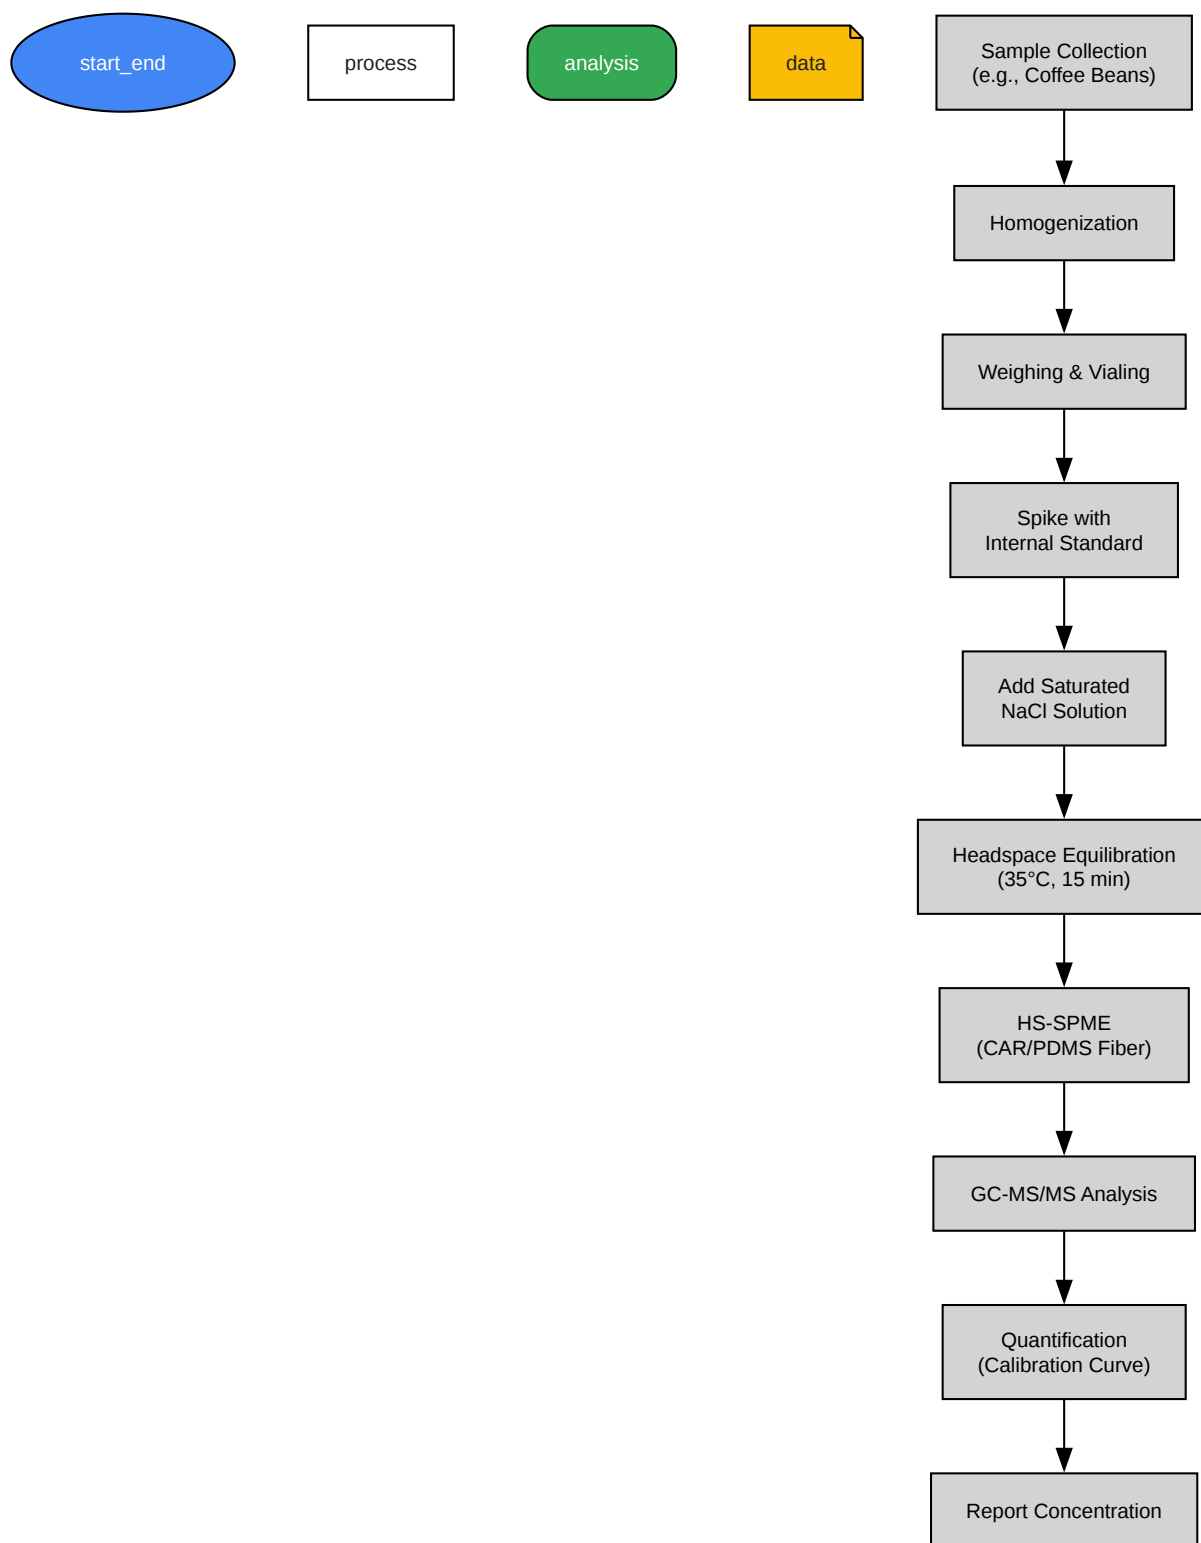 start_end
process
analysis
data
Sample Collection
(e.g., Coffee Beans)
Homogenization
Weighing & Vialing
Spike with
Internal Standard
Add Saturated
NaCl Solution
Headspace Equilibration
(35°C, 15 min)
HS-SPME
(CAR/PDMS Fiber)
GC-MS/MS Analysis
Quantification
(Calibration Curve)
Report Concentration